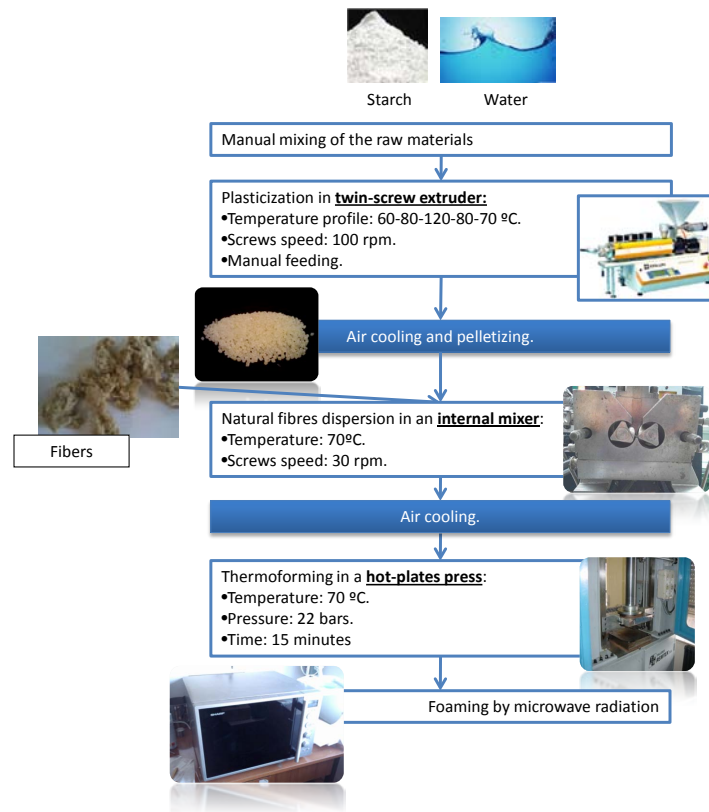 Starch
Water
Manual mixing of the raw materials
Plasticization in twin-screw extruder:
•Temperature profile: 60-80-120-80-70 ºC.
•Screws speed: 100 rpm.
•Manual feeding.
Air cooling and pelletizing.
Fibers
Natural fibres dispersion in an internal mixer:
•Temperature: 70ºC.
•Screws speed: 30 rpm.
Air cooling.
Thermoforming in a hot-plates press:
•Temperature: 70 ºC.
•Pressure: 22 bars.
•Time: 15 minutes
Foaming by microwave radiation